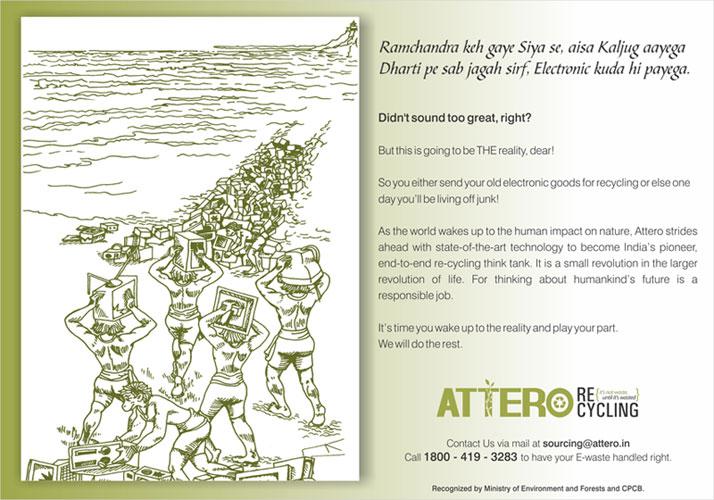 Ramchandra keh gaye Siya se, aisa Kaljug aayega
Dharti pe sab jagah sirf, Electronic kuda hi payega.
Didn't sound too great, right?
But this is going to be THE reality, dear!
So you either send your old electronic goods for recycling or else one
day you'll be living off junk!
As the world wakes up to the human impact on nature, Attero strides
ahead with state-of-the-art technology to become India's pioneer,
end-to-end re-cycling think tank. It is a small revolution in the larger
revolution of life. For thinking about humankind's future is a
responsible job.
It's time you wake up to the reality and play your part.
We will do the rest.
ATTERO RE CYCLING
it's not waste
until it's wasted
Contact Us via mail at sourcing@attero.in
Call 1800 - 419 - 3283 to have your E-waste handled right.
Recognized by Ministry of Environment and Forests and CPCB.